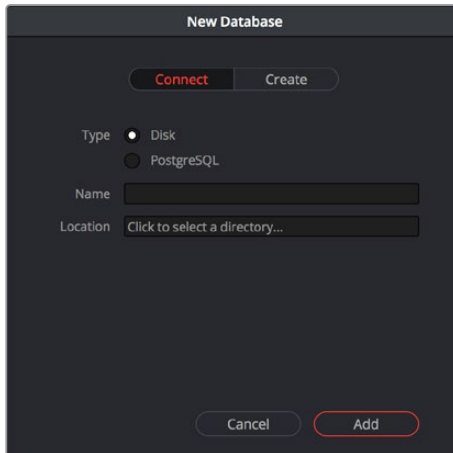 New Database
Connect Create
Type Disk
PostgreSQL
Name
Location Click to select a directory...
Cancel Add